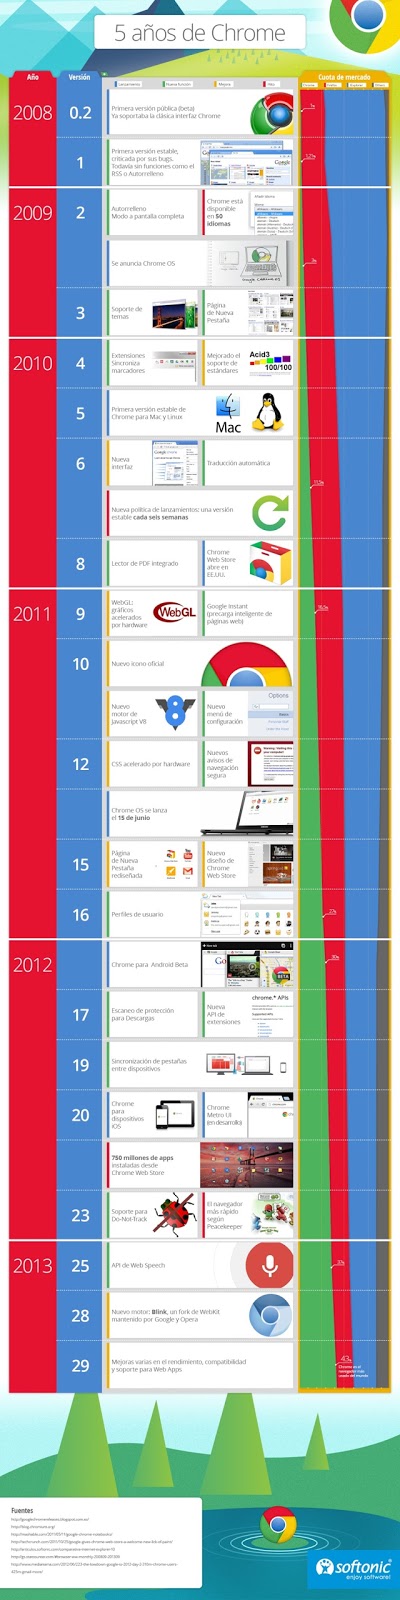 5 años de Chrome
Año
Versión
Lanzamiento
Nueva función
Mejora
Hito
Cuota de mercado
2008
0.2
Primera versión pública (beta)
Ya soportaba la clásica interfaz Chrome
1
Primera versión estable,
criticada por sus bugs.
Todavía sin funciones como el
RSS o Autorrelleno
2009
2
Autorrelleno
Modo a pantalla completa
Chrome está
disponible
en 50
idiomas
Se anuncia Chrome OS
3
Soporte de
temas
Página
de Nueva
Pestaña
2010
4
Extensiones
Sincroniza
marcadores
Mejorado el
soporte de
estándares
Acid3
100/100
5
Primera versión estable de
Chrome para Mac y Linux
Mac
6
Nueva
interfaz
Traducción automática
Nueva política de lanzamientos: una versión
estable cada seis semanas
8
Lector de PDF integrado
Chrome
Web Store
abre en
EE.UU.
2011
9
WebGL:
gráficos
acelerados
por hardware
WebGL
Google Instant
(precarga inteligente de
páginas web)
10
Nuevo icono oficial
Nuevo
motor de
javascript V8
8
Nuevo
menú de
configuración
Options
12
CSS acelerado por hardware
Nuevos
avisos de
navegación
segura
Chrome OS se lanza
el 15 de junio
15
Página
de Nueva
Pestaña
rediseñada
Nuevo
diseño de
Chrome
Web Store
16
Perfiles de usuario
27%
2012
Chrome para Android Beta
BETA
30%
17
Escaneo de protección
para Descargas
Nueva
API de
extensiones
chrome.* APIs
19
Sincronización de pestañas
entre dispositivos
20
Chrome
para
dispositivos
iOS
Chrome
Metro UI
(en desarrollo)
750 millones de apps
instaladas desde
Chrome Web Store
23
Soporte para
Do-Not-Track
El navegador
más rápido
según
Peacekeeper
2013
25
API de Web Speech
37%
28
Nuevo motor: Blink, un fork de WebKit
mantenido por Google y Opera
29
Mejoras varias en el rendimiento, compatibilidad
y soporte para Web Apps
43%
Chrome es el
navegador más
usado del mundo
Fuentes
softonic
enjoy software!